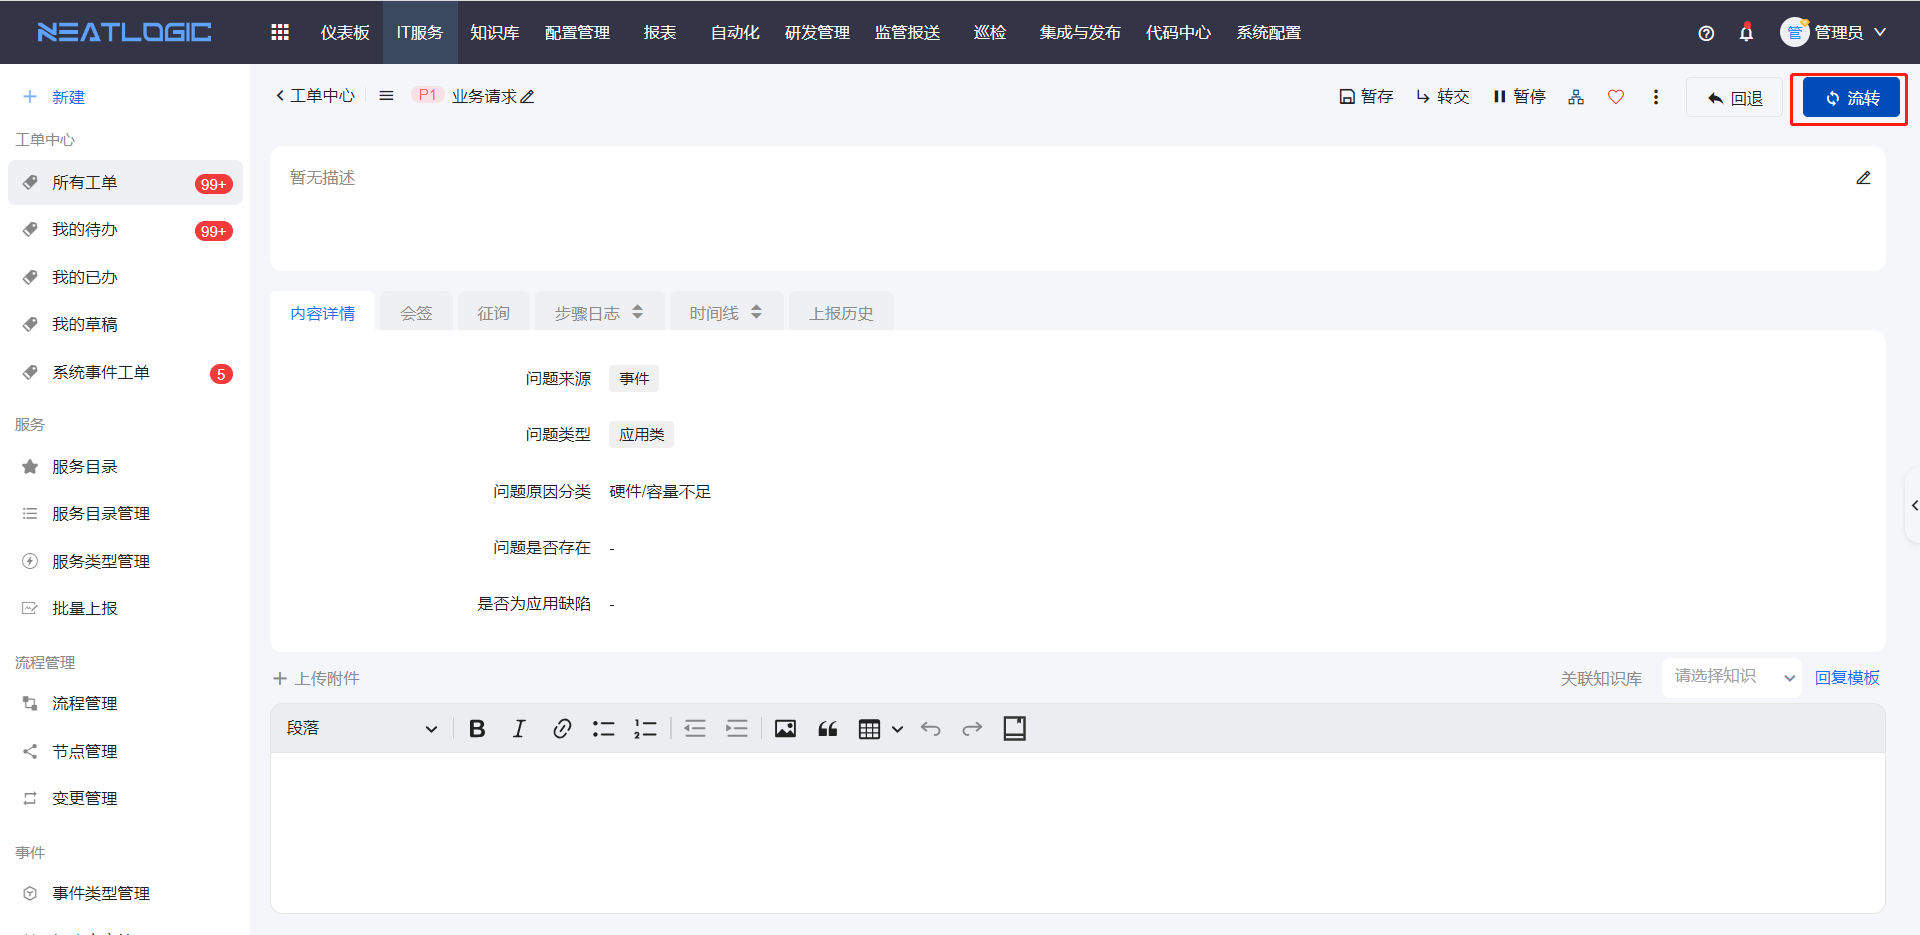 NEATLOGIC
仪表板 IT服务 知识库 配置管理 报表 自动化 研发管理 监管报送 巡检 集成与发布 代码中心 系统配置
管 管理员
新建
工单中心
所有工单 99+
我的待办 99+
我的已办
我的草稿
系统事件工单 5
服务
服务目录
服务目录管理
服务类型管理
批量上报
流程管理
流程管理
节点管理
变更管理
事件
事件类型管理
工单中心 P1 业务请求
暂存 转交 暂停 回退 流转
暂无描述
内容详情 会签 征询 步骤日志 时间线 上报历史
问题来源 事件
问题类型 应用类
问题原因分类 硬件/容量不足
问题是否存在 -
是否为应用缺陷 -
上传附件
关联知识库 请选择知识 回复模板
段落